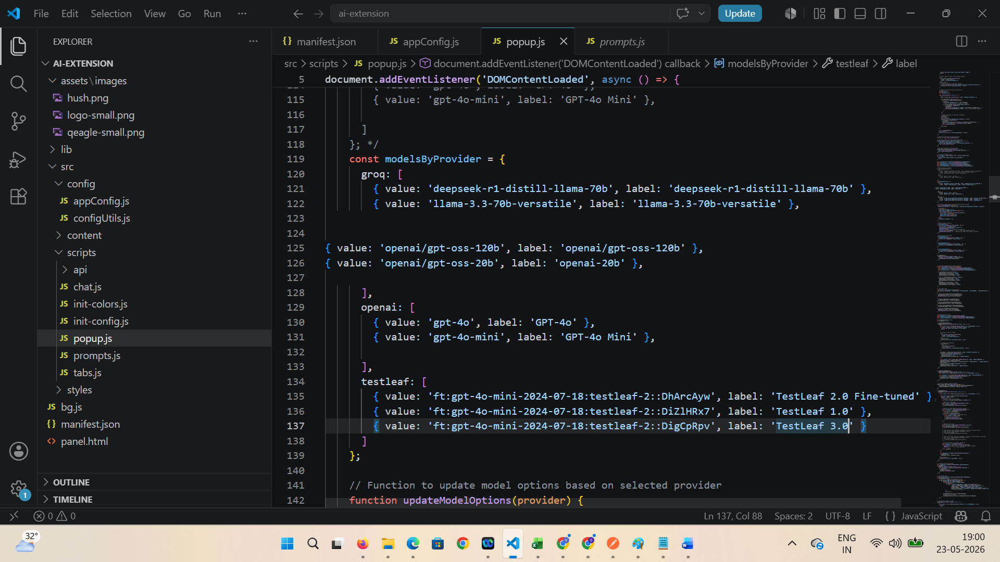 File Edit Selection View Go Run ···
ai-extension
Update
EXPLORER
manifest.json
appConfig.js
popup.js
prompts.js
src > scripts > JS popup.js > document.addEventListener('DOMContentLoaded') callback > modelsByProvider > testleaf > label
AI-EXTENSION
assets\images
hush.png
logo-small.png
qeagle-small.png
lib
src
config
JS appConfig.js
JS configUtils.js
content
scripts
api
JS chat.js
JS init-colors.js
JS init-config.js
JS popup.js
JS prompts.js
JS tabs.js
styles
JS bg.js
{} manifest.json
<> panel.html
OUTLINE
TIMELINE
5 document.addEventListener('DOMContentLoaded', async () => {
115 { value: 'gpt-4o-mini', label: 'GPT-4o Mini' },
116
117 ]
118 }; */
119 const modelsByProvider = {
120 groq: [
121 { value: 'deepseek-r1-distill-llama-70b', label: 'deepseek-r1-distill-llama-70b' },
122 { value: 'llama-3.3-70b-versatile', label: 'llama-3.3-70b-versatile' },
123
124
125 { value: 'openai/gpt-oss-120b', label: 'openai/gpt-oss-120b' },
126 { value: 'openai/gpt-oss-20b', label: 'openai-20b' },
127
128 ],
129 openai: [
130 { value: 'gpt-4o', label: 'GPT-4o' },
131 { value: 'gpt-4o-mini', label: 'GPT-4o Mini' },
132
133 ],
134 testleaf: [
135 { value: 'ft:gpt-4o-mini-2024-07-18:testleaf-2::DhArcAyw', label: 'TestLeaf 2.0 Fine-tuned' },
136 { value: 'ft:gpt-4o-mini-2024-07-18:testleaf-2::DiZlHRx7', label: 'TestLeaf 1.0' },
137 { value: 'ft:gpt-4o-mini-2024-07-18:testleaf-2::DigCpRpv', label: 'TestLeaf 3.0' }
138 ]
139 };
140
141 // Function to update model options based on selected provider
142 function updateModelOptions(provider) {
1
0 0
Ln 137, Col 88 Spaces: 2 UTF-8 LF {} JavaScript
32°
ENG
IN
19:00
23-05-2026